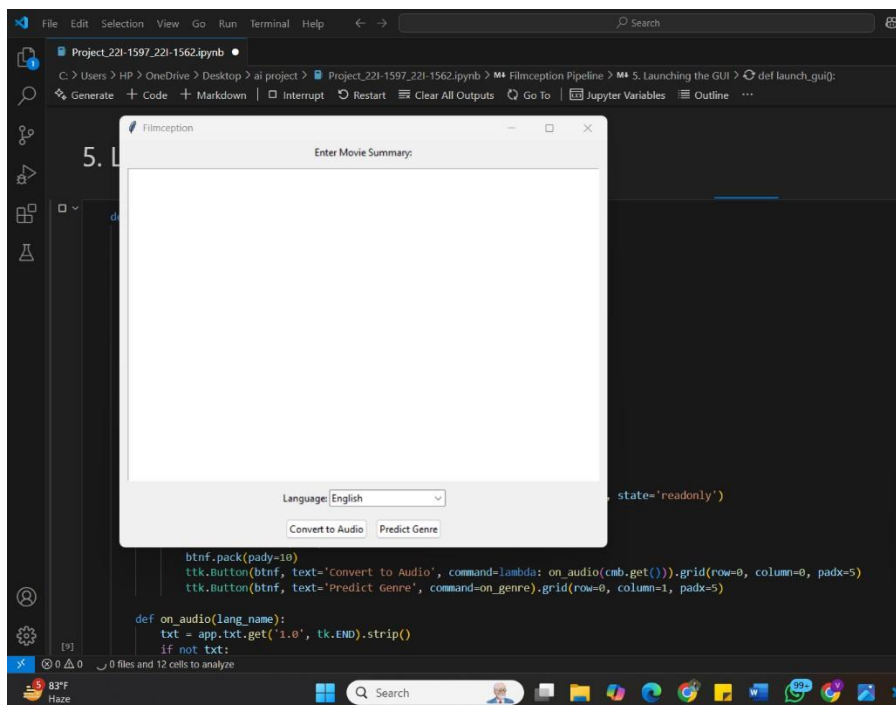 File Edit Selection View Go Run Terminal Help
Search
Project_22I-1597_22I-1562.ipynb
C: > Users > HP > OneDrive > Desktop > ai project > Project_22I-1597_22I-1562.ipynb > M↓ Filmception Pipeline > M↓ 5. Launching the GUI > def launch_gui():
Generate + Code + Markdown | Interrupt Restart Clear All Outputs Go To | Jupyter Variables Outline ...
Filmception
Enter Movie Summary:
5. L
Language: English
, state='readonly')
Convert to Audio Predict Genre
btnf.pack(pady=10)
ttk.Button(btnf, text='Convert to Audio', command=lambda: on_audio(cmb.get())).grid(row=0, column=0, padx=5)
ttk.Button(btnf, text='Predict Genre', command=on_genre).grid(row=0, column=1, padx=5)
def on_audio(lang_name):
txt = app.txt.get('1.0', tk.END).strip()
if not txt:
[9]
0 0 0 files and 12 cells to analyze
5 83°F
Haze
Search
99+